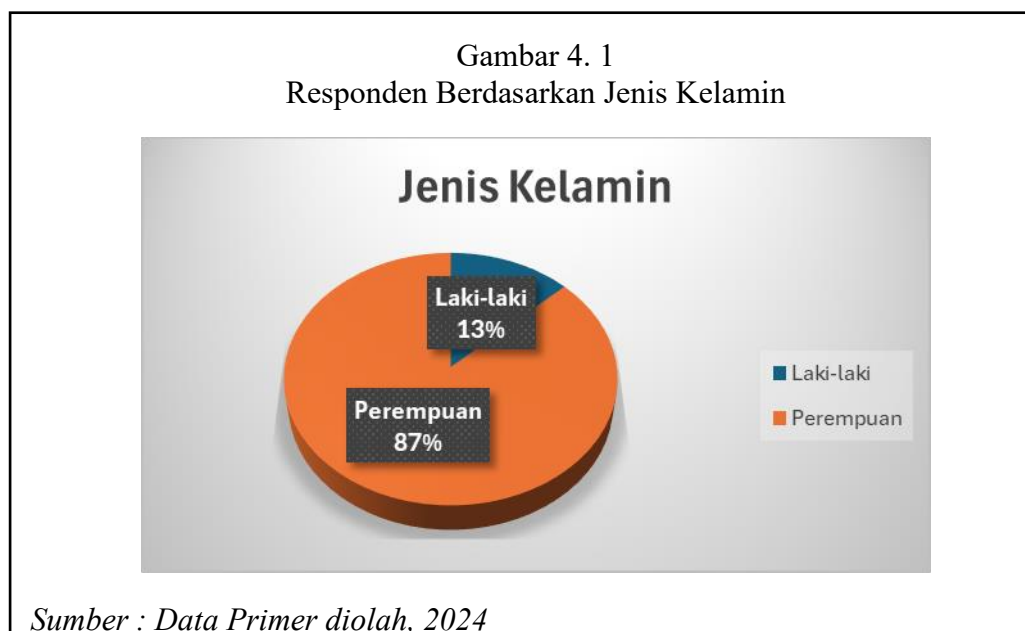 Gambar 4. 1
Responden Berdasarkan Jenis Kelamin
Jenis Kelamin
Laki-laki
13%
Perempuan
87%
Laki-laki
Perempuan
Sumber : Data Primer diolah, 2024